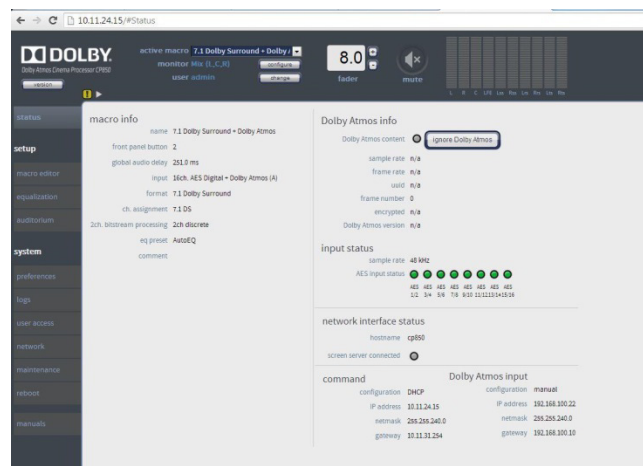 10.11.24.15/#Status
DOLBY.
Dolby Atmos Cinema Processor CP850
version
active macro 7.1 Dolby Surround + Dolby A
monitor Mix (L,C,R) configure
user admin change
8.0
fader
mute
L R C LFE Lss Rss Lrs Rrs Lw Rw
status
setup
macro editor
equalization
auditorium
system
preferences
logs
user access
network
maintenance
reboot
manuals
macro info
name 7.1 Dolby Surround + Dolby Atmos
front panel button 2
global audio delay 251.0 ms
input 16ch. AES Digital + Dolby Atmos (A)
format 7.1 Dolby Surround
ch. assignment 7.1 DS
2ch. bitstream processing 2ch discrete
eq preset AutoEQ
comment
Dolby Atmos info
Dolby Atmos content ignore Dolby Atmos
sample rate n/a
frame rate n/a
uuid n/a
frame number 0
encrypted n/a
Dolby Atmos version n/a
input status
sample rate 48 kHz
AES input status
AES AES AES AES AES AES AES AES
1/2 3/4 5/6 7/8 9/10 11/12 13/14 15/16
network interface status
hostname cp850
screen server connected
command
configuration DHCP
IP address 10.11.24.15
netmask 255.255.240.0
gateway 10.11.31.254
Dolby Atmos input
configuration manual
IP address 192.168.100.22
netmask 255.255.240.0
gateway 192.168.100.10